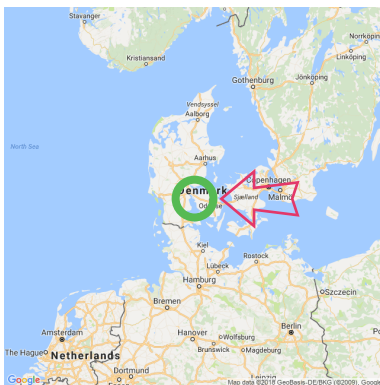 Stavanger
Norrköping
Linköping
Kristiansand
Jönköping
Gothenburg
Vendsyssel
Aalborg
North Sea
Aarhus
Copenhagen
Denmark
Malmö
Sjælland
Odense
Kiel
Rostock
Lübeck
Hamburg
Szczecin
Bremen
Amsterdam
Berlin
Hanover
Wolfsburg
The Hague
Netherlands
Brunswick
Magdeburg
Dortmund
Leipzig
Google
Map data ©2018 GeoBasis-DE/BKG (©2009), Google